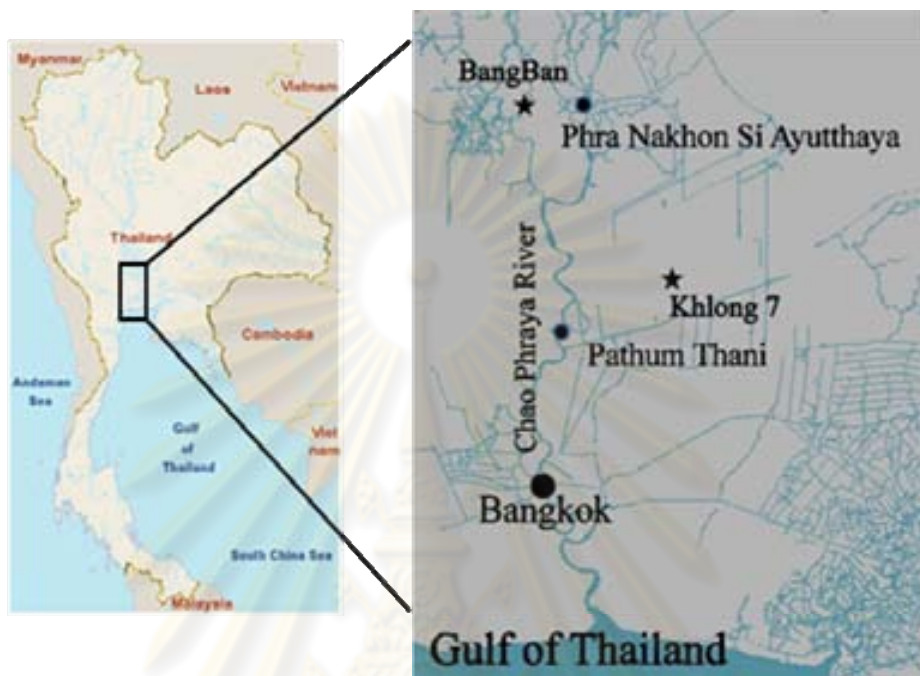 Myanmar
Laos
Vietnam
Thailand
Cambodia
Andaman
Sea
Gulf
of
Thailand
Viet
nam
South China Sea
Malaysia
BangBan
Phra Nakhon Si Ayutthaya
Chao Phraya River
Khlong 7
Pathum Thani
Bangkok
Gulf of Thailand